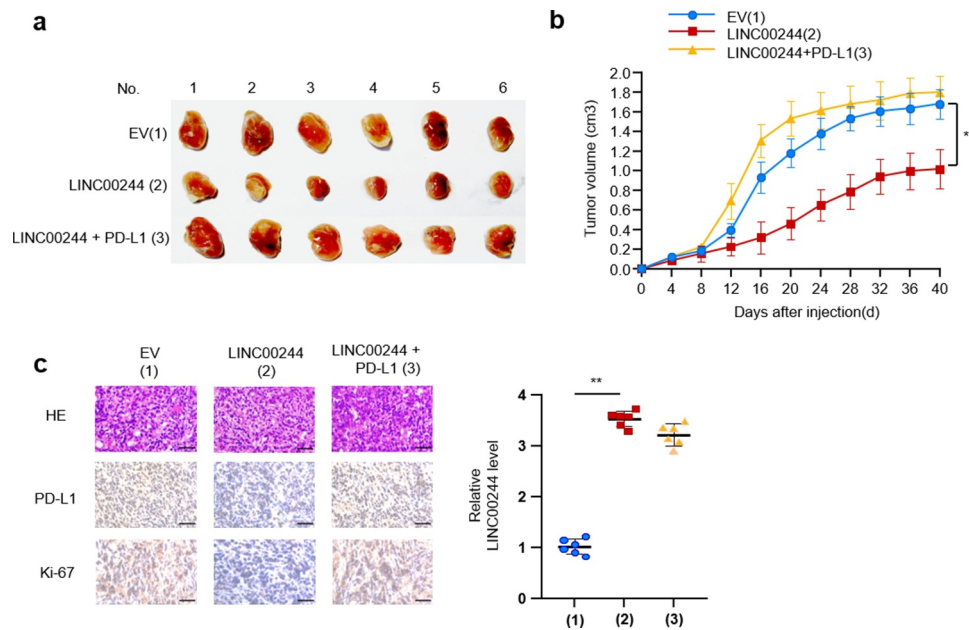 a
No. 1 2 3 4 5 6
EV(1)
LINC00244 (2)
LINC00244 + PD-L1 (3)
b
EV(1)
LINC00244(2)
LINC00244+PD-L1(3)
Tumor volume (cm3)
2.0
1.8
1.6
1.4
1.2
1.0
0.8
0.6
0.4
0.2
0.0
0 4 8 12 16 20 24 28 32 36 40
Days after injection(d)
*
c
EV
(1)
LINC00244
(2)
LINC00244 +
PD-L1 (3)
HE
PD-L1
Ki-67
Relative
LINC00244 level
4
3
2
1
0
**
(1) (2) (3)